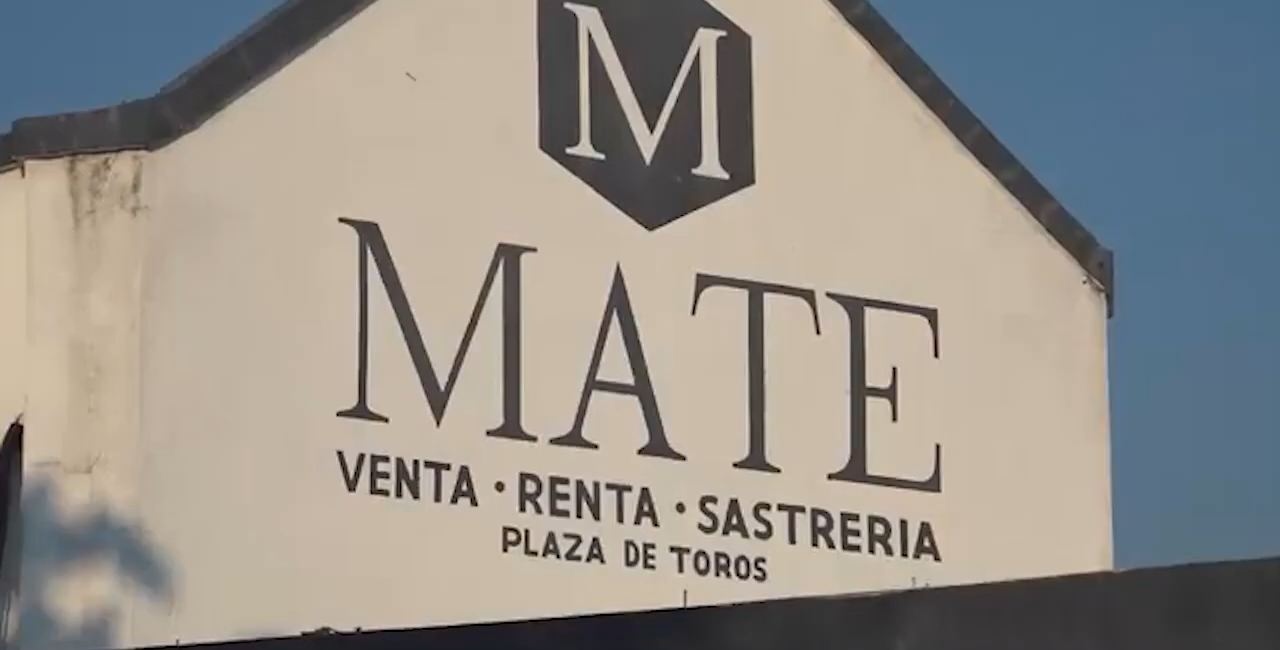 M
MATE
VENTA · RENTA · SASTRERIA
PLAZA DE TOROS